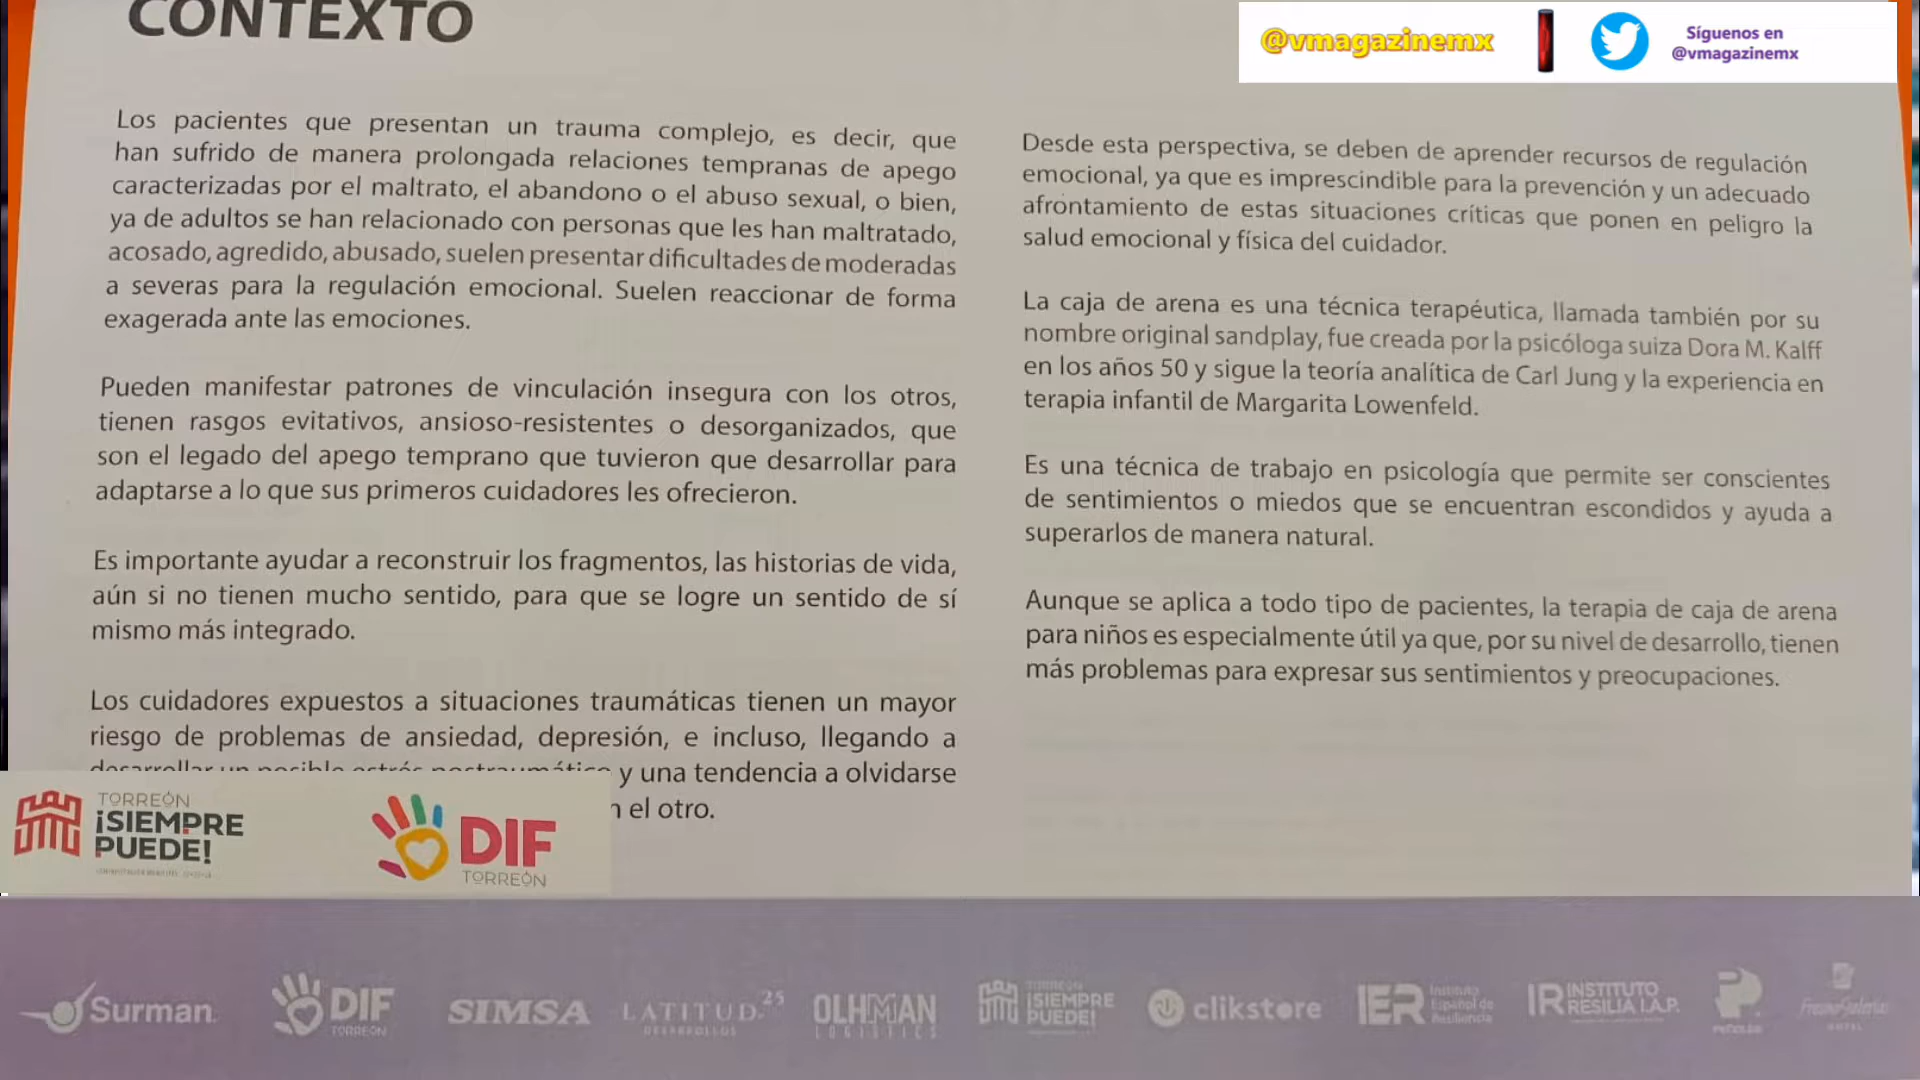 CONTEXTO
@vmagazinemx
Síguenos en
@vmagazinemx
Los pacientes que presentan un trauma complejo, es decir, que
han sufrido de manera prolongada relaciones tempranas de apego
caracterizadas por el maltrato, el abandono o el abuso sexual, o bien,
ya de adultos se han relacionado con personas que les han maltratado,
acosado, agredido, abusado, suelen presentar dificultades de moderadas
a severas para la regulación emocional. Suelen reaccionar de forma
exagerada ante las emociones.
Pueden manifestar patrones de vinculación insegura con los otros,
tienen rasgos evitativos, ansioso-resistentes o desorganizados, que
son el legado del apego temprano que tuvieron que desarrollar para
adaptarse a lo que sus primeros cuidadores les ofrecieron.
Es importante ayudar a reconstruir los fragmentos, las historias de vida,
aún si no tienen mucho sentido, para que se logre un sentido de sí
mismo más integrado.
Los cuidadores expuestos a situaciones traumáticas tienen un mayor
riesgo de problemas de ansiedad, depresión, e incluso, llegando a
desarrollar un posible estrés postraumático y una tendencia a olvidarse
el otro.
Desde esta perspectiva, se deben de aprender recursos de regulación
emocional, ya que es imprescindible para la prevención y un adecuado
afrontamiento de estas situaciones críticas que ponen en peligro la
salud emocional y física del cuidador.
La caja de arena es una técnica terapéutica, llamada también por su
nombre original sandplay, fue creada por la psicóloga suiza Dora M. Kalff
en los años 50 y sigue la teoría analítica de Carl Jung y la experiencia en
terapia infantil de Margarita Lowenfeld.
Es una técnica de trabajo en psicología que permite ser conscientes
de sentimientos o miedos que se encuentran escondidos y ayuda a
superarlos de manera natural.
Aunque se aplica a todo tipo de pacientes, la terapia de caja de arena
para niños es especialmente útil ya que, por su nivel de desarrollo, tienen
más problemas para expresar sus sentimientos y preocupaciones.
TORREÓN
¡SIEMPRE
PUEDE!
DIF
TORREÓN
Surman
DIF
TORREÓN
SIMSA
LATITUD 25
DESARROLLOS
OLHMAN
LOGISTICS
TORREÓN
¡SIEMPRE
PUEDE!
clikstore
IER Instituto
Español de
Resiliencia
IR INSTITUTO
RESILIA I.A.P.